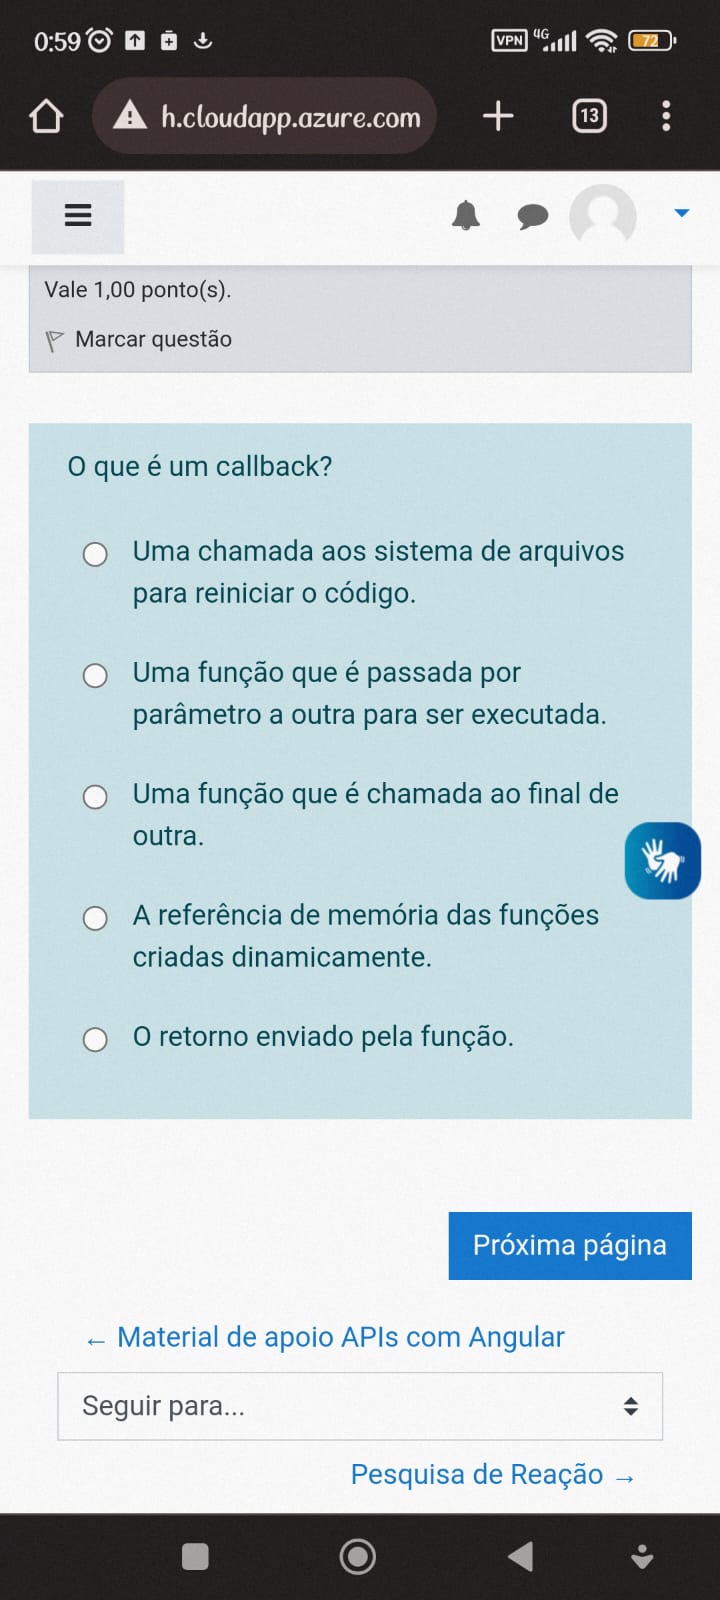 0:59
VPN 4G 72
h.cloudapp.azure.com
13
Vale 1,00 ponto(s).
Marcar questão
O que é um callback?
Uma chamada aos sistema de arquivos
para reiniciar o código.
Uma função que é passada por
parâmetro a outra para ser executada.
Uma função que é chamada ao final de
outra.
A referência de memória das funções
criadas dinamicamente.
O retorno enviado pela função.
Próxima página
← Material de apoio APIs com Angular
Seguir para...
Pesquisa de Reação →